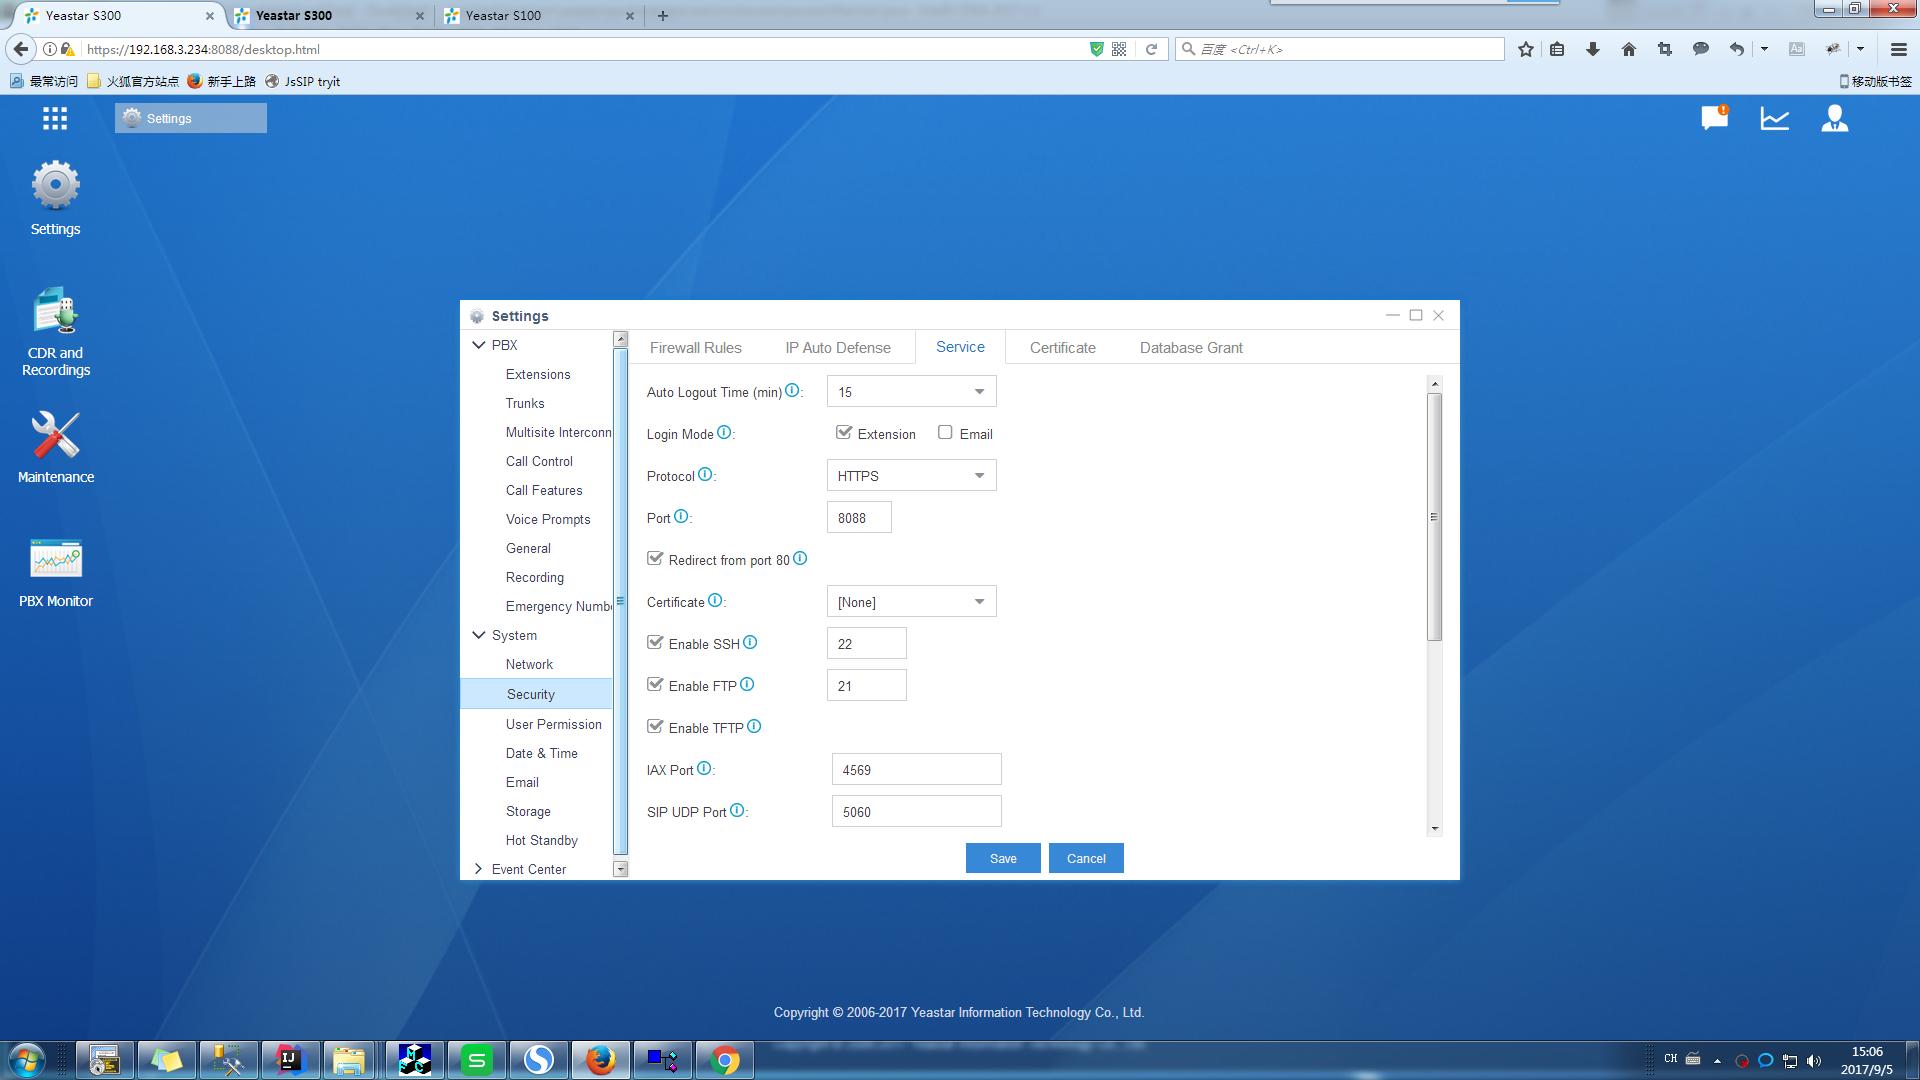 Yeastar S300
Yeastar S300
Yeastar S100
https://192.168.3.234:8088/desktop.html
百度 <Ctrl+K>
最常访问
火狐官方站点
新手上路
JsSIP tryit
移动版书签
Settings
Settings
CDR and
Recordings
Maintenance
PBX Monitor
Settings
PBX
Extensions
Trunks
Multisite Interconn
Call Control
Call Features
Voice Prompts
General
Recording
Emergency Numbe
System
Network
Security
User Permission
Date & Time
Email
Storage
Hot Standby
Event Center
Firewall Rules
IP Auto Defense
Service
Certificate
Database Grant
Auto Logout Time (min) : 15
Login Mode : Extension Email
Protocol : HTTPS
Port : 8088
Redirect from port 80
Certificate : [None]
Enable SSH 22
Enable FTP 21
Enable TFTP
IAX Port : 4569
SIP UDP Port : 5060
Save
Cancel
Copyright © 2006-2017 Yeastar Information Technology Co., Ltd.
CH
15:06
2017/9/5